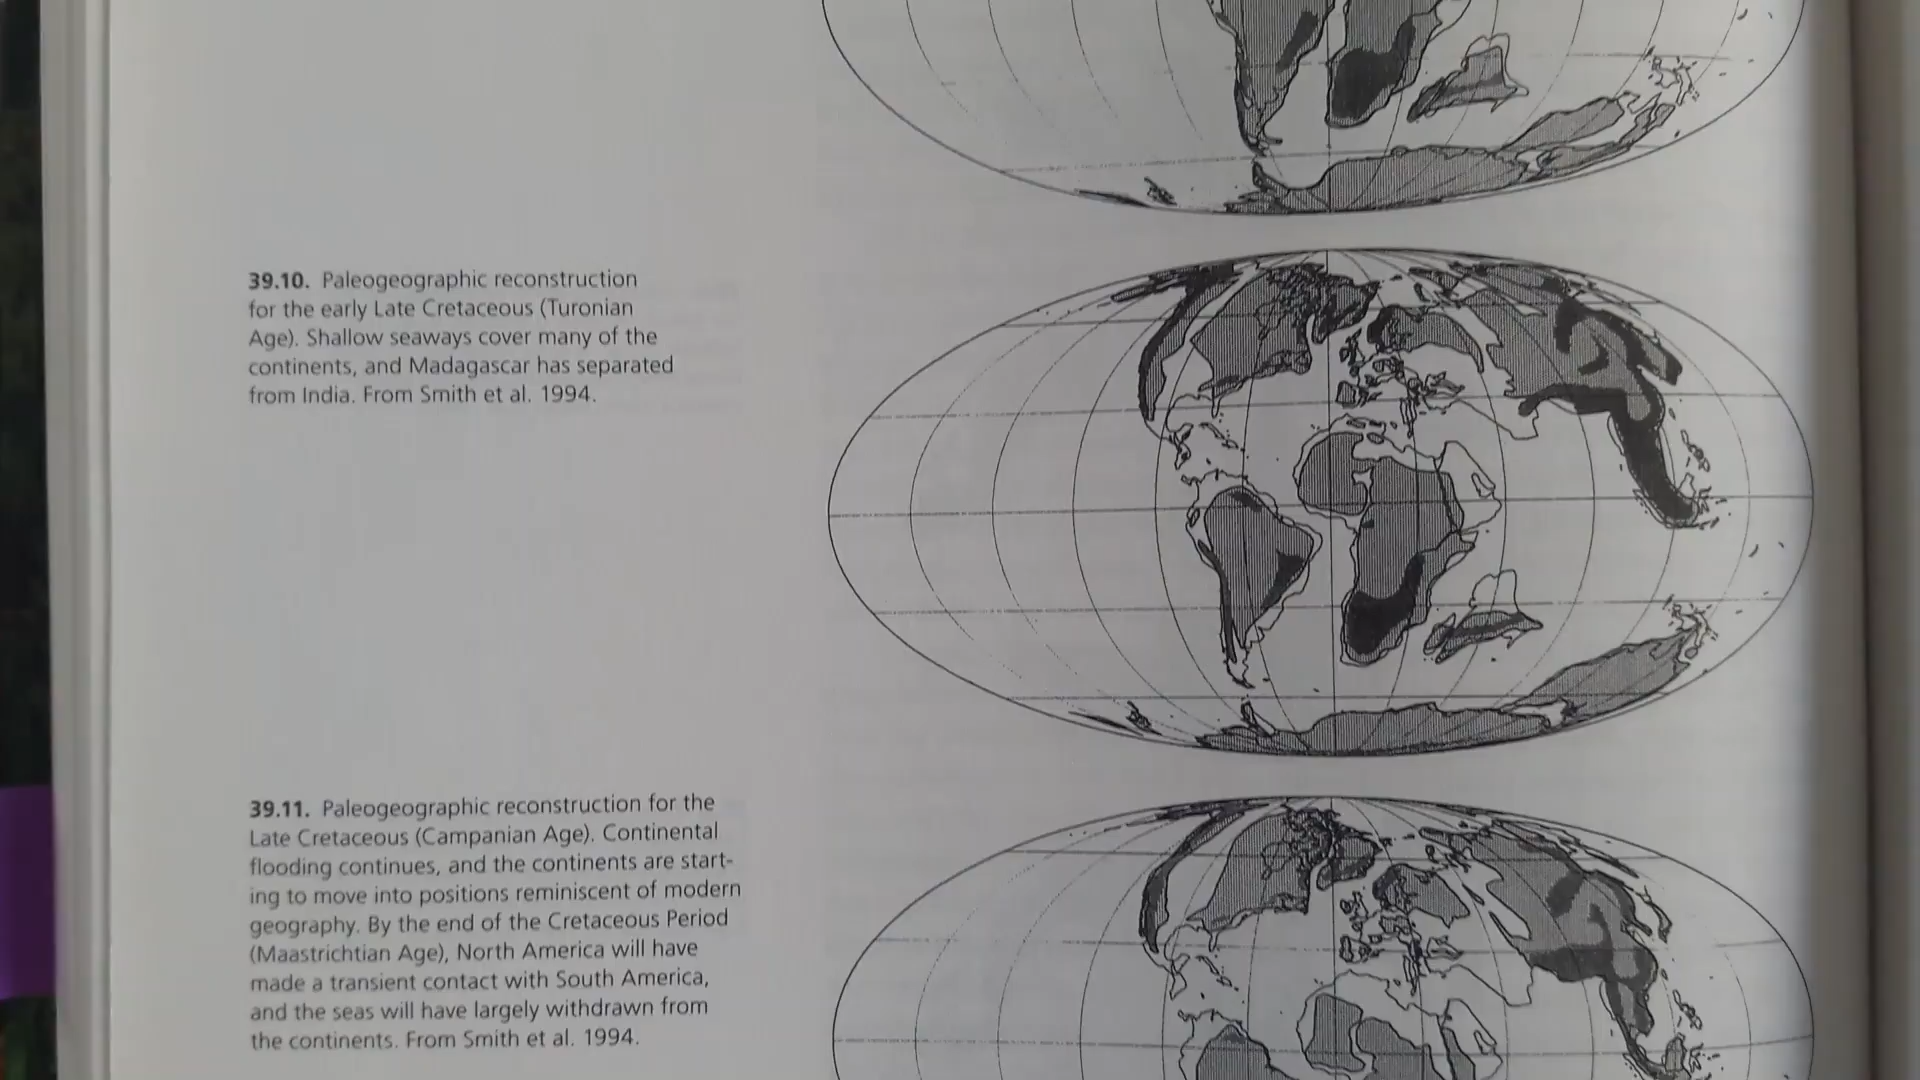 39.10. Paleogeographic reconstruction
for the early Late Cretaceous (Turonian
Age). Shallow seaways cover many of the
continents, and Madagascar has separated
from India. From Smith et al. 1994.
39.11. Paleogeographic reconstruction for the
Late Cretaceous (Campanian Age). Continental
flooding continues, and the continents are start-
ing to move into positions reminiscent of modern
geography. By the end of the Cretaceous Period
(Maastrichtian Age), North America will have
made a transient contact with South America,
and the seas will have largely withdrawn from
the continents. From Smith et al. 1994.